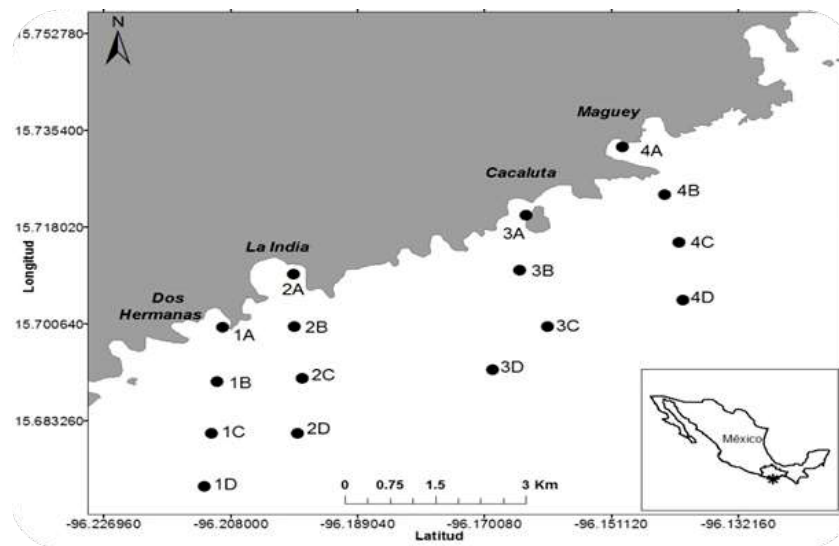 15.752780
N
Maguey
15.735400
4A
Cacaluta
4B
15.718020
3A
4C
La India
3B
2A
4D
Dos
Hermanas
15.700640
1A
2B
3C
3D
1B
2C
15.683260
1C
2D
México
1D
0 0.75 1.5 3 Km
-96.226960 -96.208000 -96.189040 -96.170080 -96.151120 -96.132160
Latitud
Longitud